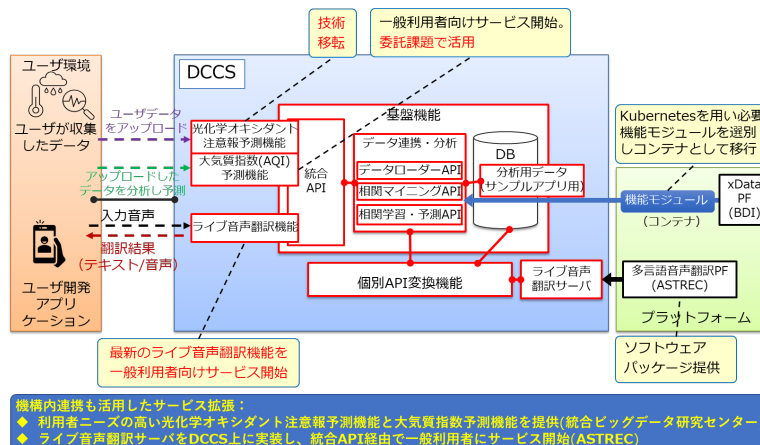 技術
移転
一般利用者向けサービス開始。
委託課題で活用
ユーザ環境
ユーザが収集
したデータ
DCCS
基盤機能
ユーザデータ
をアップロード
光化学オキシダント
注意報予測機能
大気質指数(AQI)
予測機能
アップロードした
データを分析し予測
統合
API
データ連携・分析
データローダーAPI
相関マイニングAPI
相関学習・予測API
DB
分析用データ
(サンプルアプリ用)
Kubernetesを用い必要
機能モジュールを選別
しコンテナとして移行
機能モジュール
(コンテナ)
xData
PF
(BDI)
入力音声
ライブ音声翻訳機能
翻訳結果
(テキスト/音声)
ユーザ開発
アプリ
ケーション
個別API変換機能
ライブ音声
翻訳サーバ
多言語音声翻訳PF
(ASTREC)
プラットフォーム
最新のライブ音声翻訳機能を
一般利用者向けサービス開始
ソフトウェア
パッケージ提供
機構内連携も活用したサービス拡張：
◆ 利用者ニーズの高い光化学オキシダント注意報予測機能と大気質指数予測機能を提供(統合ビッグデータ研究センター
◆ ライブ音声翻訳サーバをDCCS上に実装し、統合API経由で一般利用者にサービス開始(ASTREC)